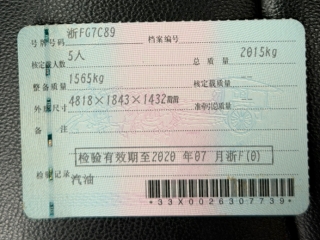 号牌号码 浙FG7C89 档案编号
核定载人数 5人 总质量 2015kg
整备质量 1565kg 核定载质量 --
外廓尺寸 4818×1843×1432mm 准牵引总质量 --
备注
检验有效期至2020 年07 月浙F(0)
检验记录
汽油
*33X0026307739*